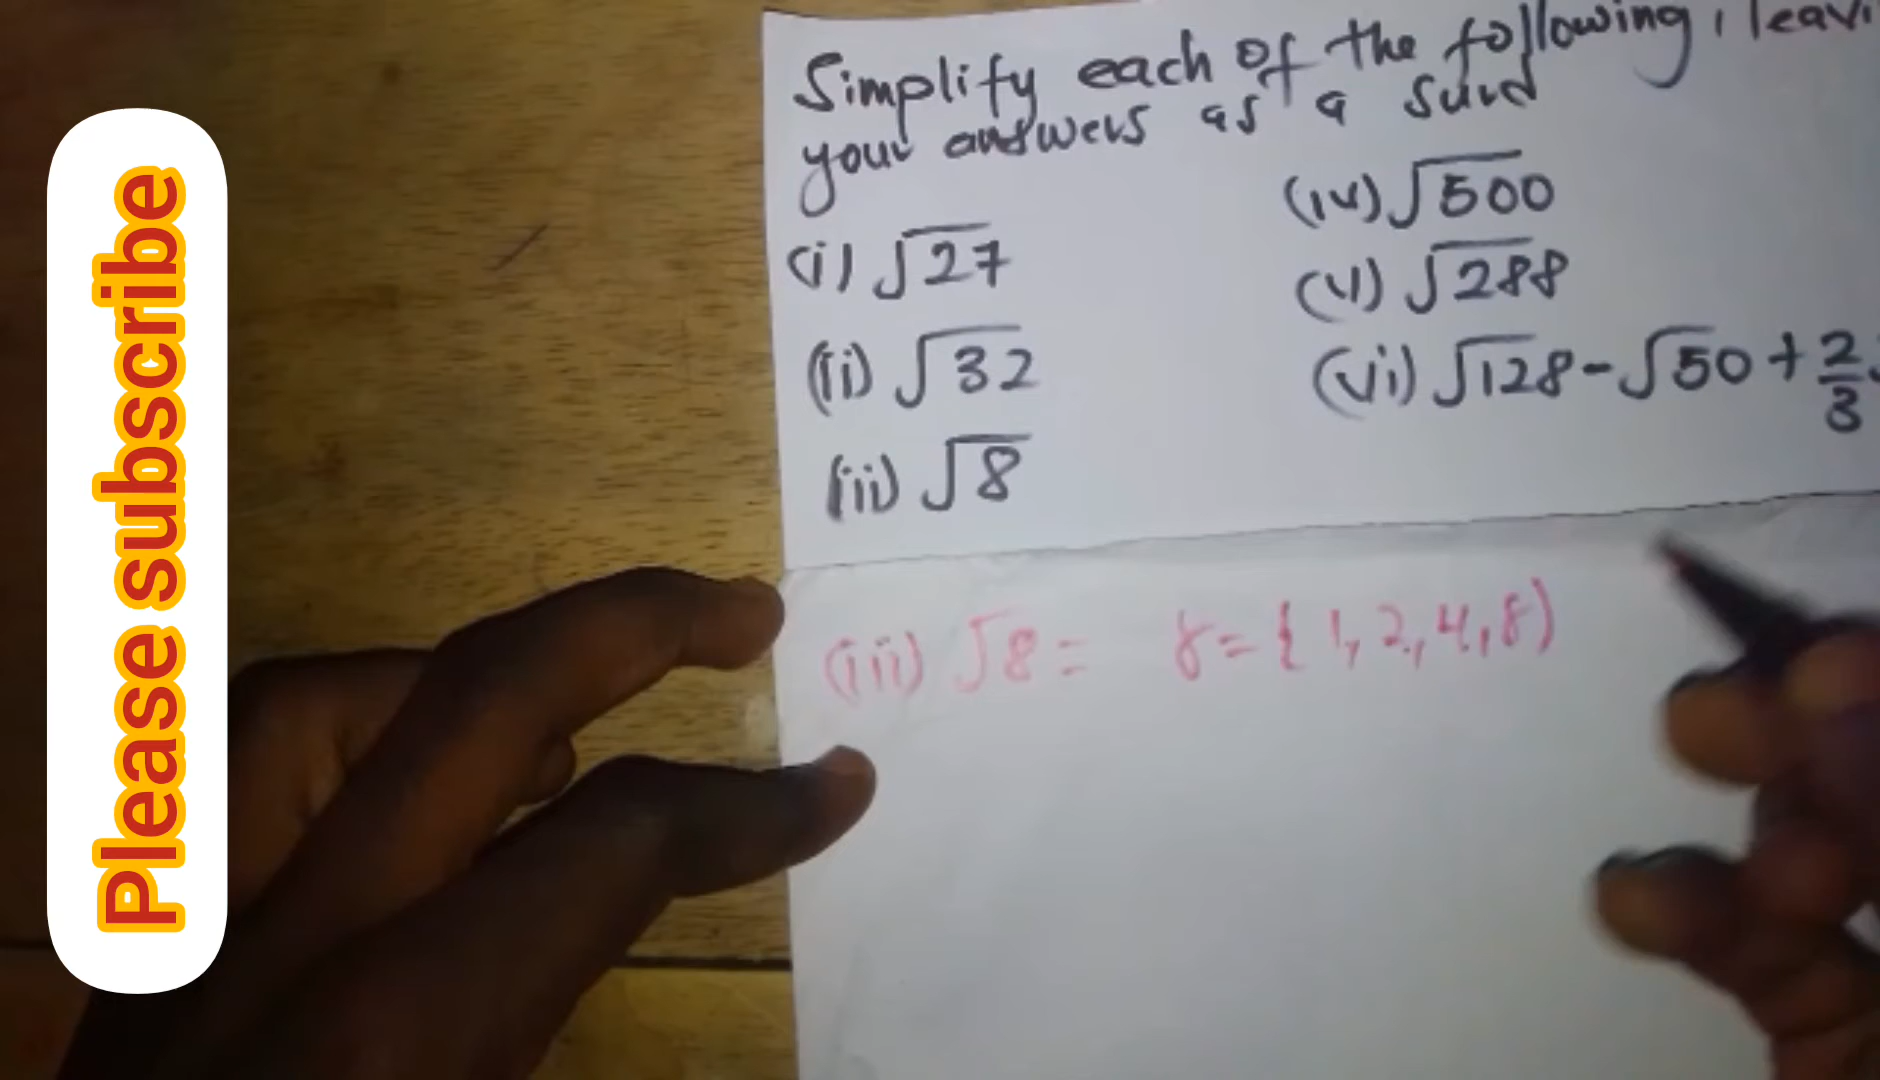 Please subscribe
Simplify each of the following, leavi
your answers as a surd
(i) √27
(ii) √32
(iii) √8
(iv) √500
(v) √288
(vi) √128 - √50 + 2/3
(iii) √8 = 8 = { 1, 2, 4, 8 )